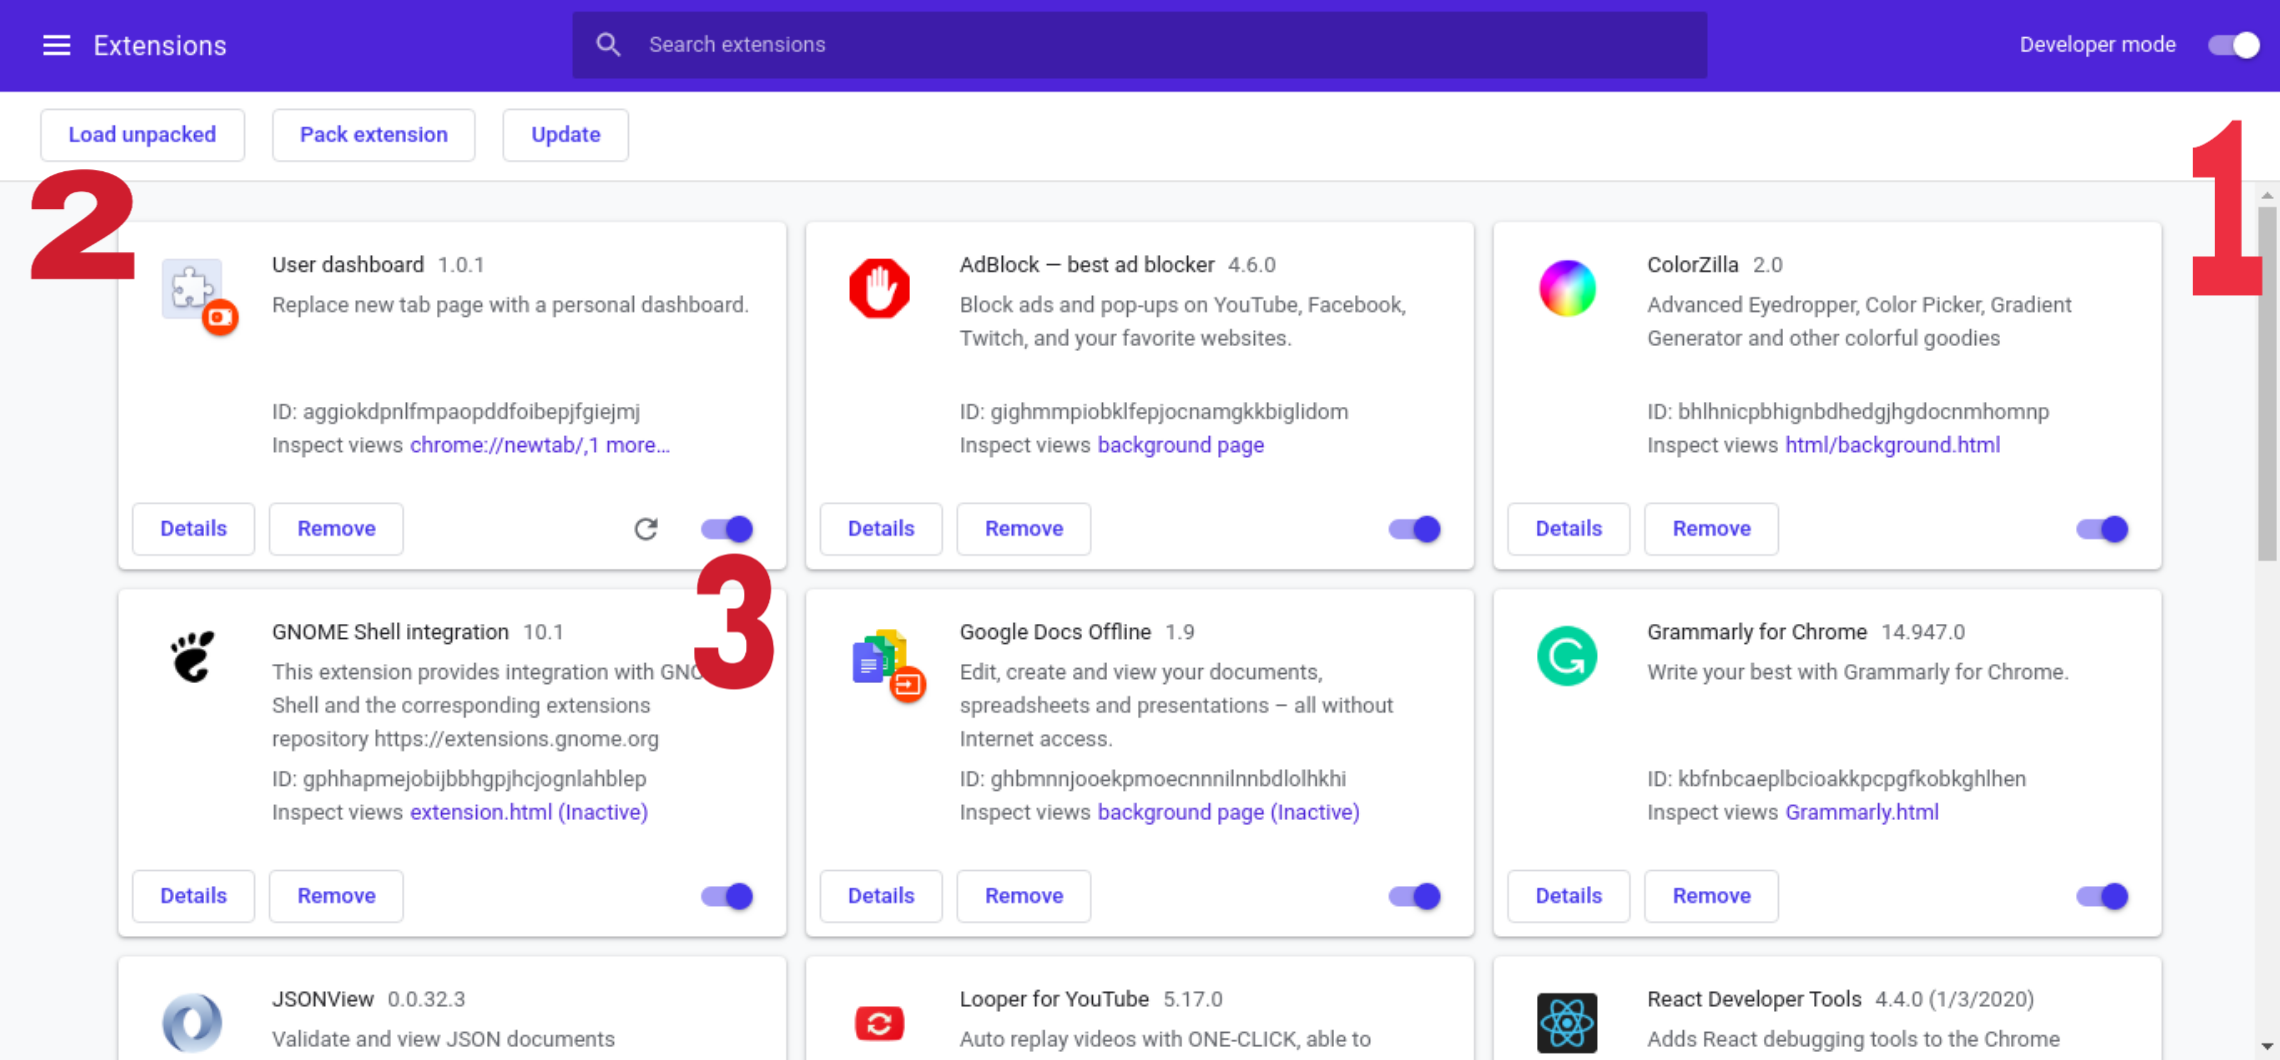 Extensions
Search extensions
Developer mode
Load unpacked
Pack extension
Update
1
2
User dashboard 1.0.1
Replace new tab page with a personal dashboard.
ID: aggiokdpnlfmpaopddfoibepjfgiejmj
Inspect views chrome://newtab/,1 more...
Details
Remove
AdBlock — best ad blocker 4.6.0
Block ads and pop-ups on YouTube, Facebook,
Twitch, and your favorite websites.
ID: gighmmpiobklfepjocnamgkkbiglidom
Inspect views background page
Details
Remove
ColorZilla 2.0
Advanced Eyedropper, Color Picker, Gradient
Generator and other colorful goodies
ID: bhlhnicpbhignbdhedgjhgdocnmhomnp
Inspect views html/background.html
Details
Remove
3
GNOME Shell integration 10.1
This extension provides integration with GNO
Shell and the corresponding extensions
repository https://extensions.gnome.org
ID: gphhapmejobijbbhgpjhcjognlahblep
Inspect views extension.html (Inactive)
Details
Remove
Google Docs Offline 1.9
Edit, create and view your documents,
spreadsheets and presentations – all without
Internet access.
ID: ghbmnnjooekpmoecnnnilnnbdlolhkhi
Inspect views background page (Inactive)
Details
Remove
Grammarly for Chrome 14.947.0
Write your best with Grammarly for Chrome.
ID: kbfnbcaeplbcioakkpcpgfkobkghlhen
Inspect views Grammarly.html
Details
Remove
JSONView 0.0.32.3
Validate and view JSON documents
Looper for YouTube 5.17.0
Auto replay videos with ONE-CLICK, able to
React Developer Tools 4.4.0 (1/3/2020)
Adds React debugging tools to the Chrome